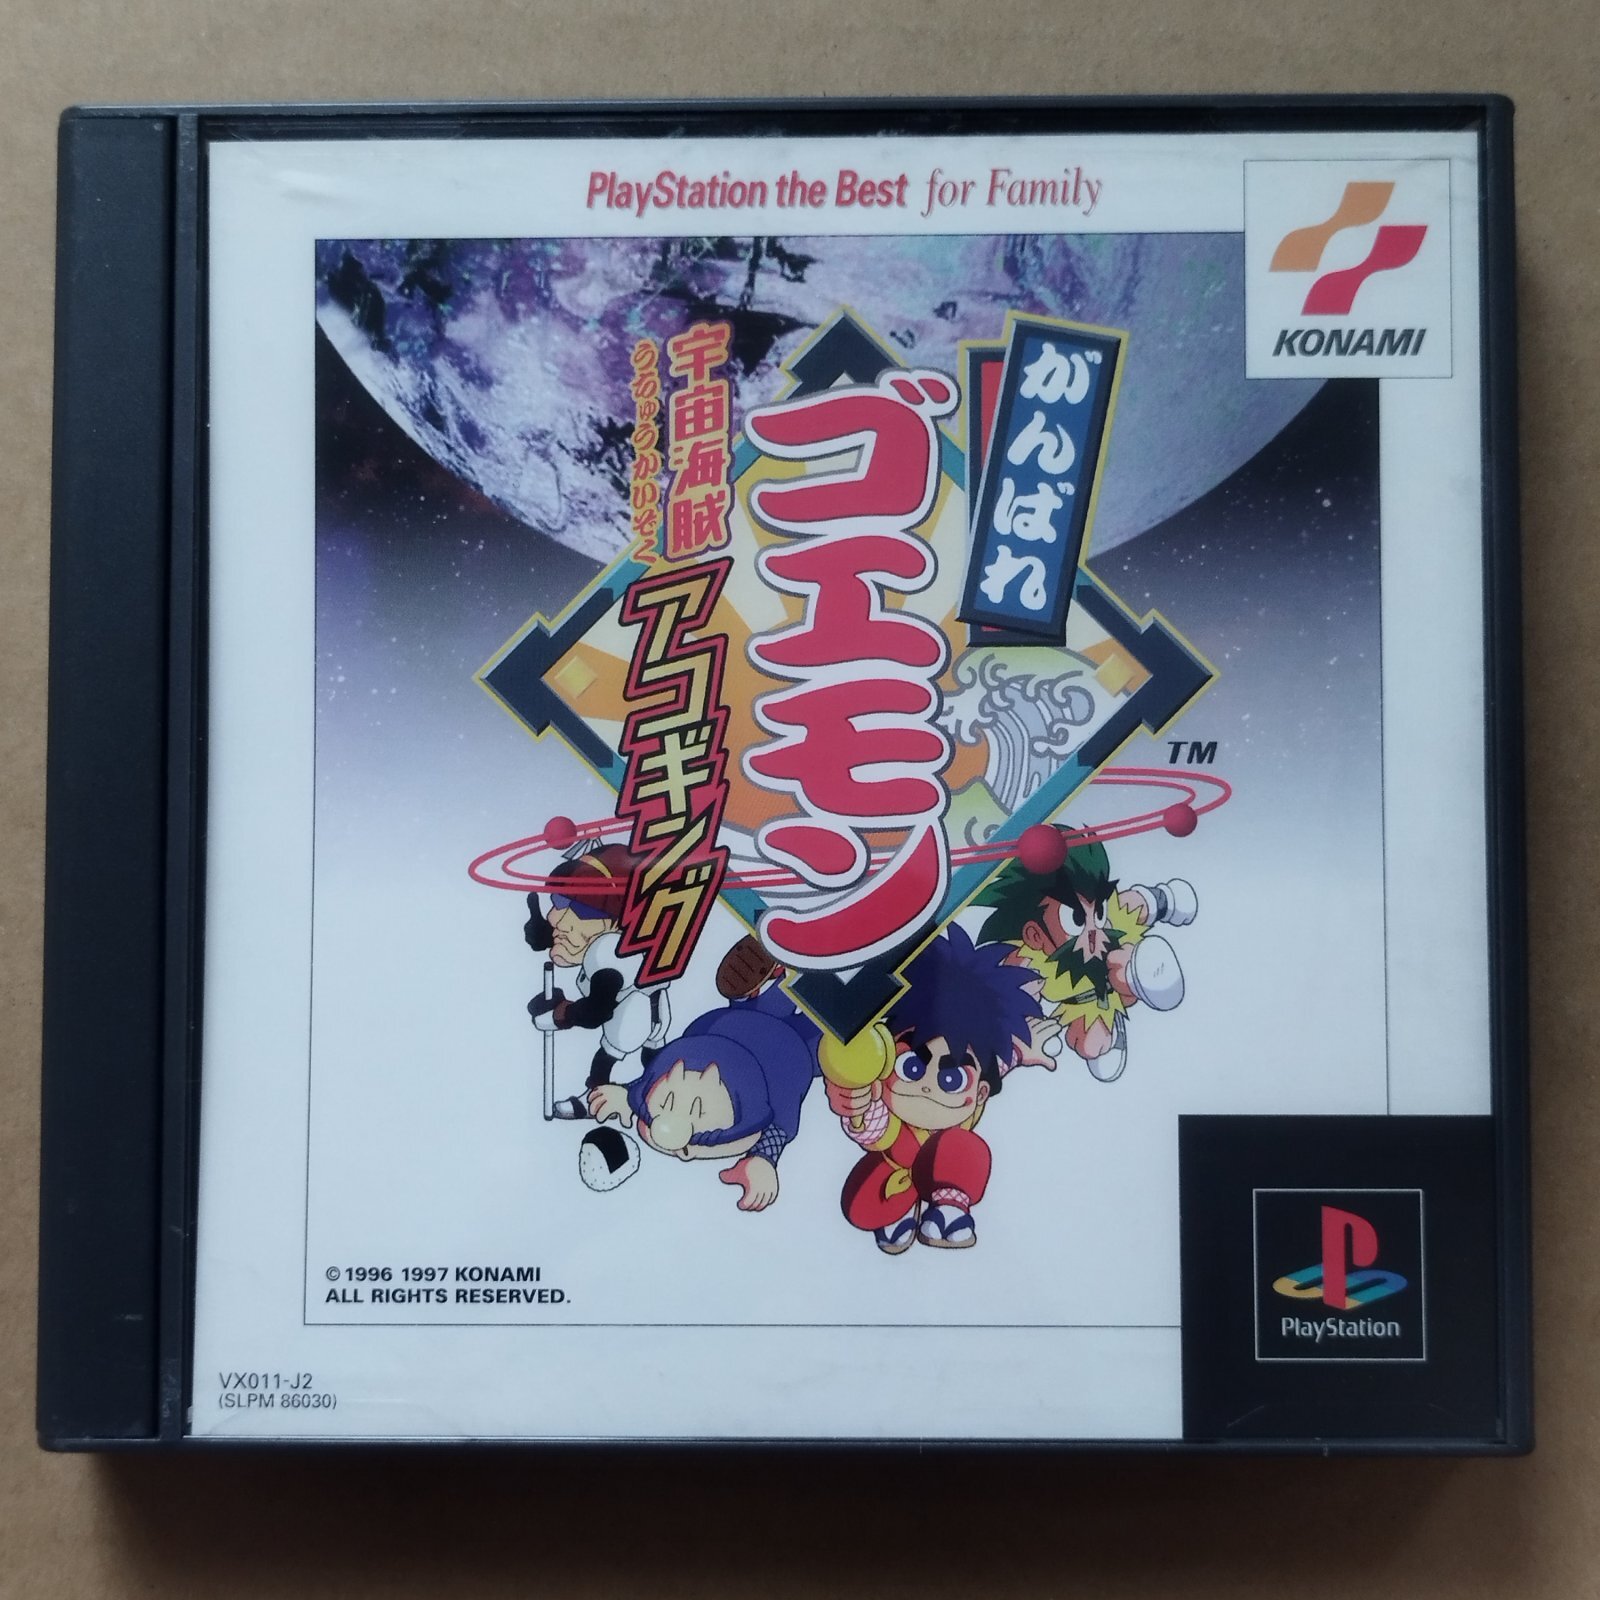 PlayStation the Best for Family
KONAMI
がんばれ
ゴエモン
宇宙海賊
うちゅうかいぞく
アコギング
TM
©1996 1997 KONAMI
ALL RIGHTS RESERVED.
VX011-J2
(SLPM 86030)
PlayStation